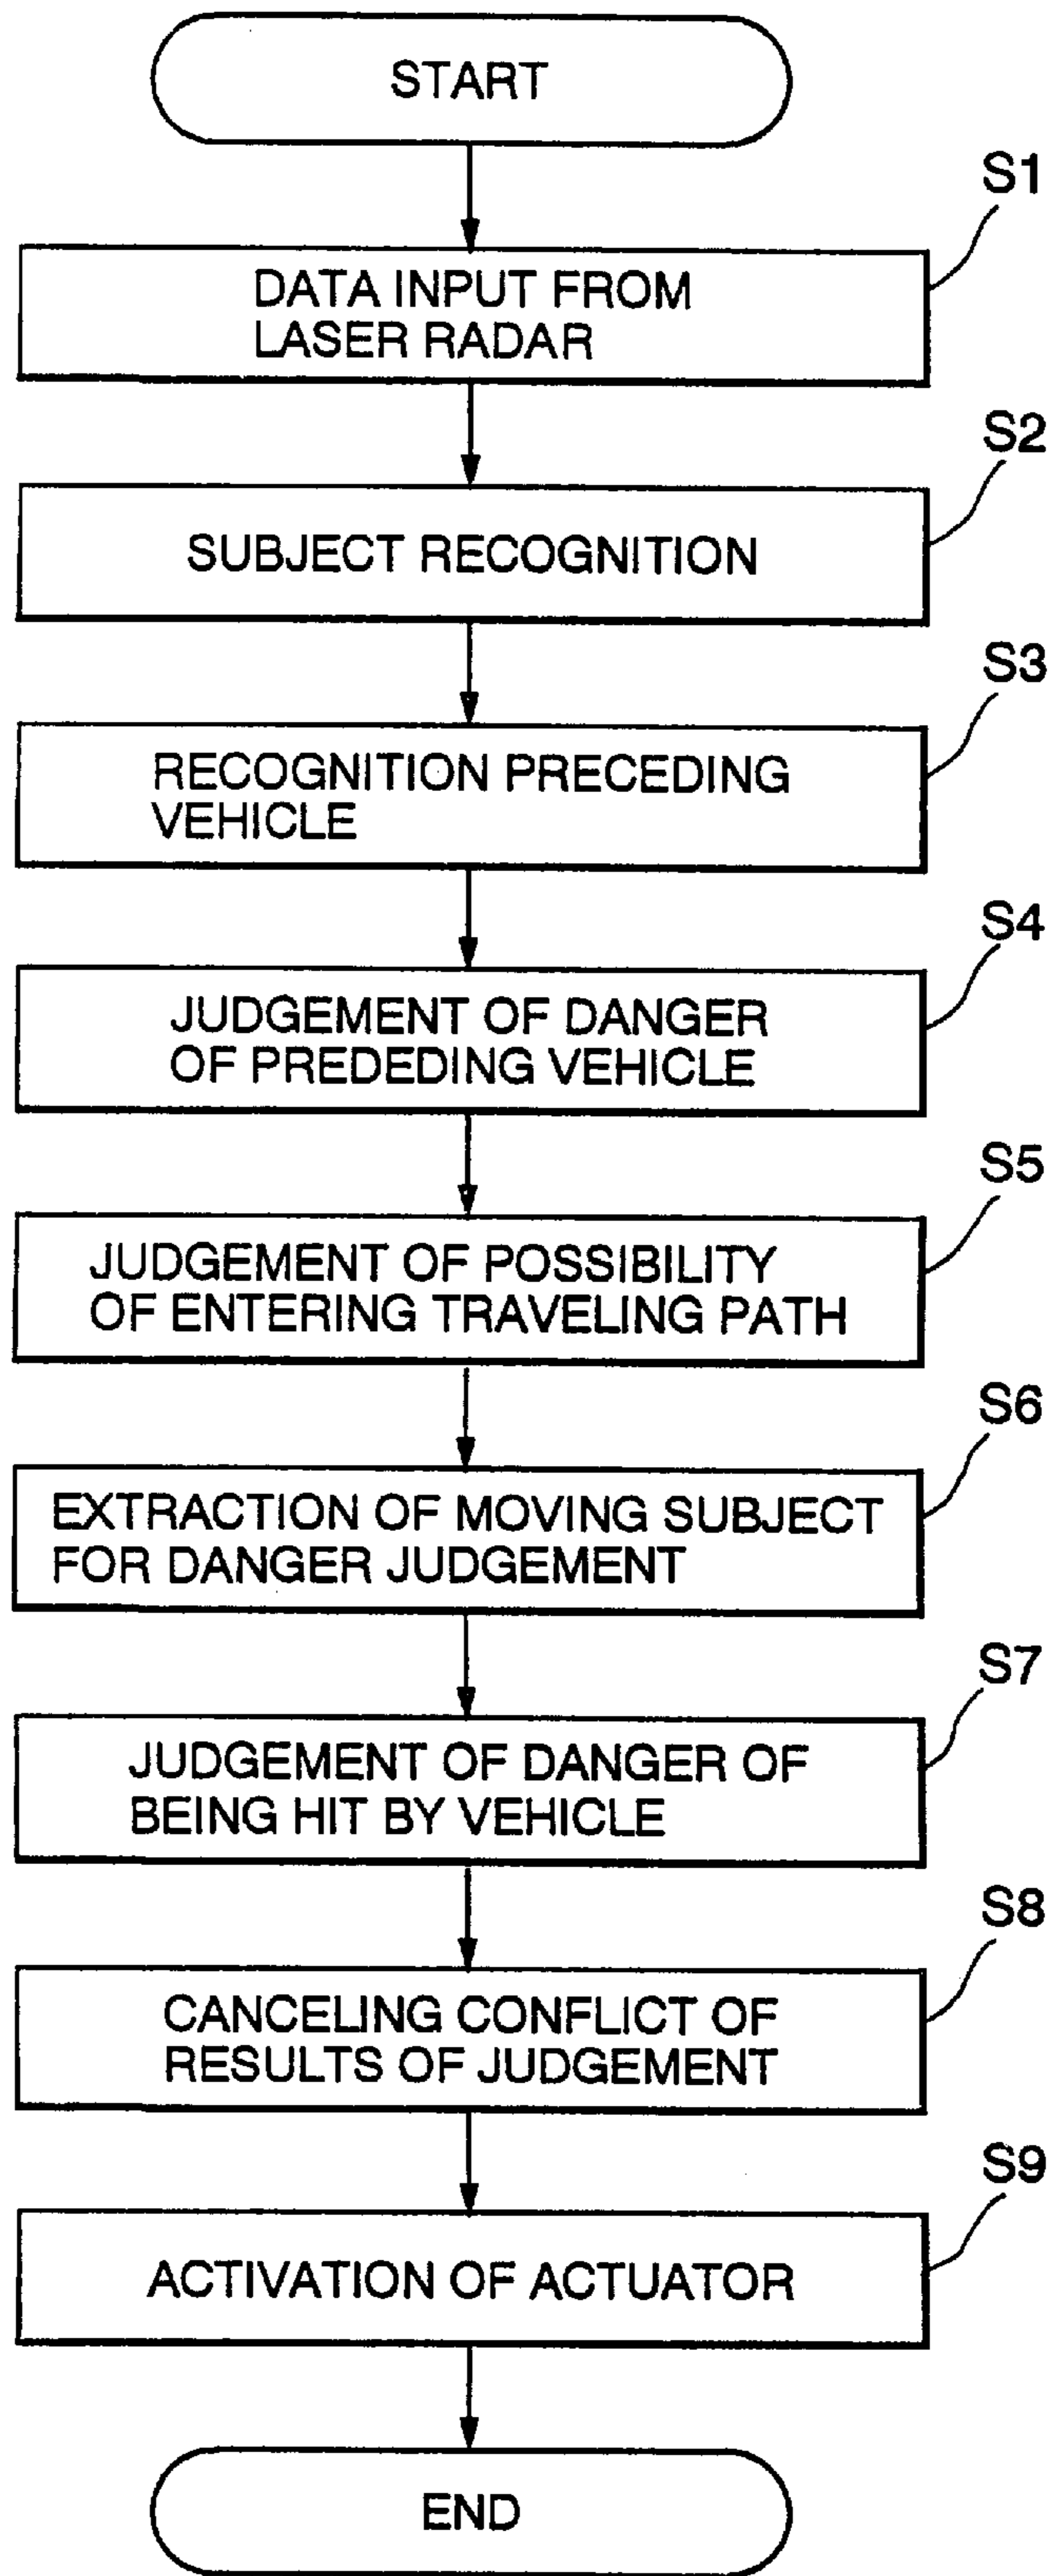 START
S1
DATA INPUT FROM
LASER RADAR
S2
SUBJECT RECOGNITION
S3
RECOGNITION PRECEDING
VEHICLE
S4
JUDGEMENT OF DANGER
OF PREDEDING VEHICLE
S5
JUDGEMENT OF POSSIBILITY
OF ENTERING TRAVELING PATH
S6
EXTRACTION OF MOVING SUBJECT
FOR DANGER JUDGEMENT
S7
JUDGEMENT OF DANGER OF
BEING HIT BY VEHICLE
S8
CANCELING CONFLICT OF
RESULTS OF JUDGEMENT
S9
ACTIVATION OF ACTUATOR
END